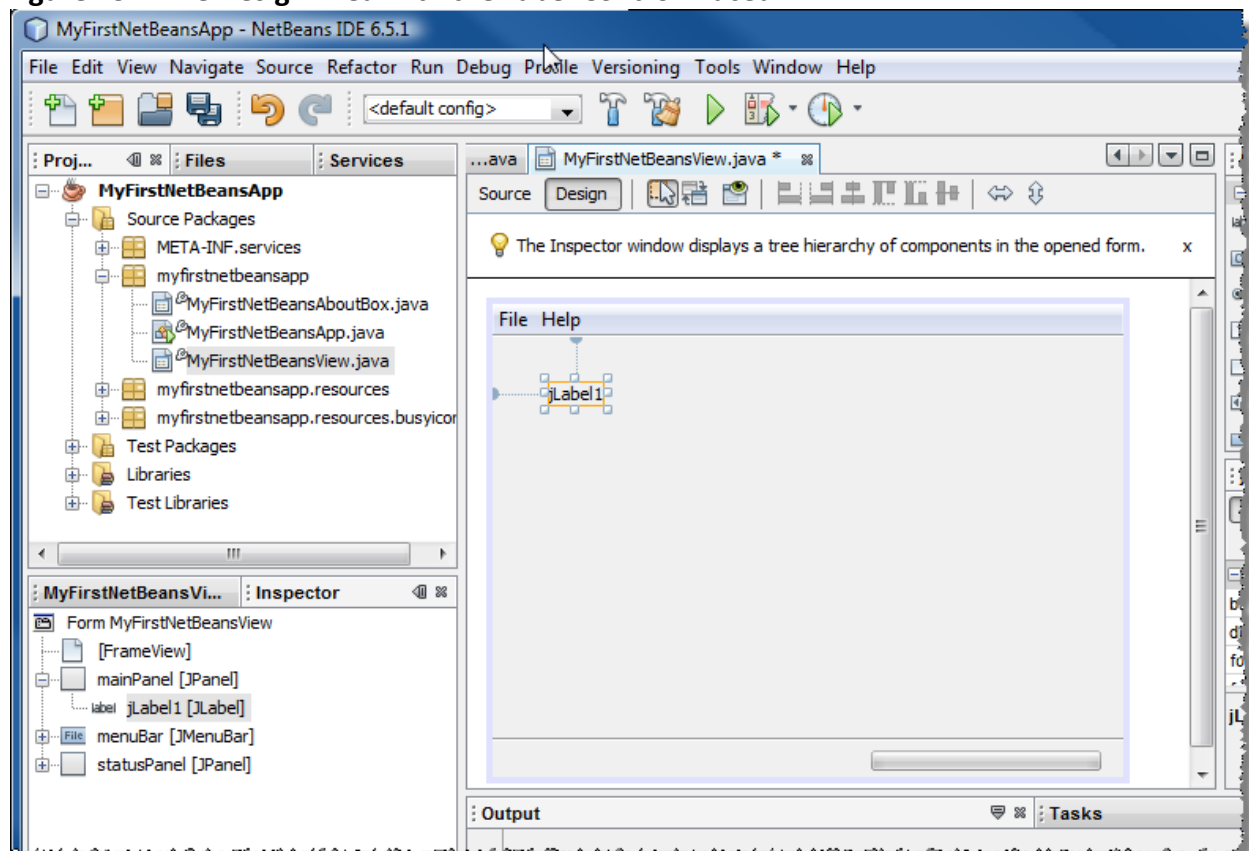 MyFirstNetBeansApp - NetBeans IDE 6.5.1
File Edit View Navigate Source Refactor Run Debug Profile Versioning Tools Window Help
<default config>
Proj... Files Services
MyFirstNetBeansApp
Source Packages
META-INF.services
myfirstnetbeansapp
MyFirstNetBeansAboutBox.java
MyFirstNetBeansApp.java
MyFirstNetBeansView.java
myfirstnetbeansapp.resources
myfirstnetbeansapp.resources.busyicor
Test Packages
Libraries
Test Libraries
MyFirstNetBeansVi... Inspector
Form MyFirstNetBeansView
[FrameView]
mainPanel [JPanel]
label jLabel1 [JLabel]
File menuBar [JMenuBar]
statusPanel [JPanel]
...ava MyFirstNetBeansView.java *
Source Design
The Inspector window displays a tree hierarchy of components in the opened form. x
File Help
jLabel1
Output Tasks